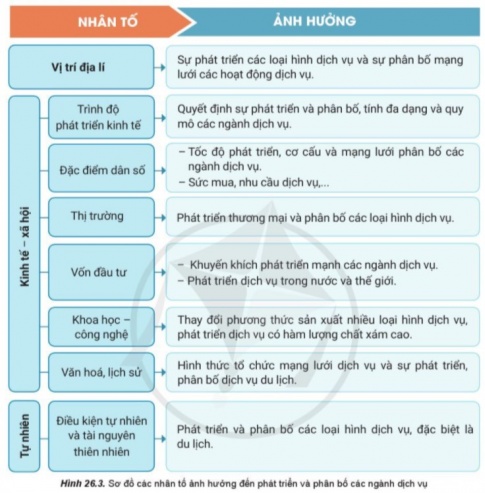 NHÂN TỐ
ẢNH HƯỞNG
Vị trí địa lí
Sự phát triển các loại hình dịch vụ và sự phân bố mạng
lưới các hoạt động dịch vụ.
Kinh tế – xã hội
Trình độ
phát triển kinh tế
Quyết định sự phát triển và phân bố, tính đa dạng và quy
mô các ngành dịch vụ.
Đặc điểm dân số
– Tốc độ phát triển, cơ cấu và mạng lưới phân bố các
ngành dịch vụ.
– Sức mua, nhu cầu dịch vụ,...
Thị trường
Phát triển thương mại và phân bố các loại hình dịch vụ.
Vốn đầu tư
– Khuyến khích phát triển mạnh các ngành dịch vụ.
– Phát triển dịch vụ trong nước và thế giới.
Khoa học –
công nghệ
Thay đổi phương thức sản xuất nhiều loại hình dịch vụ,
phát triển dịch vụ có hàm lượng chất xám cao.
Văn hoá, lịch sử
Hình thức tổ chức mạng lưới dịch vụ và sự phát triển,
phân bố dịch vụ du lịch.
Tự nhiên
Điều kiện tự nhiên
và tài nguyên
thiên nhiên
Phát triển và phân bố các loại hình dịch vụ, đặc biệt là
du lịch.
Hình 26.3. Sơ đồ các nhân tố ảnh hưởng đến phát triển và phân bố các ngành dịch vụ